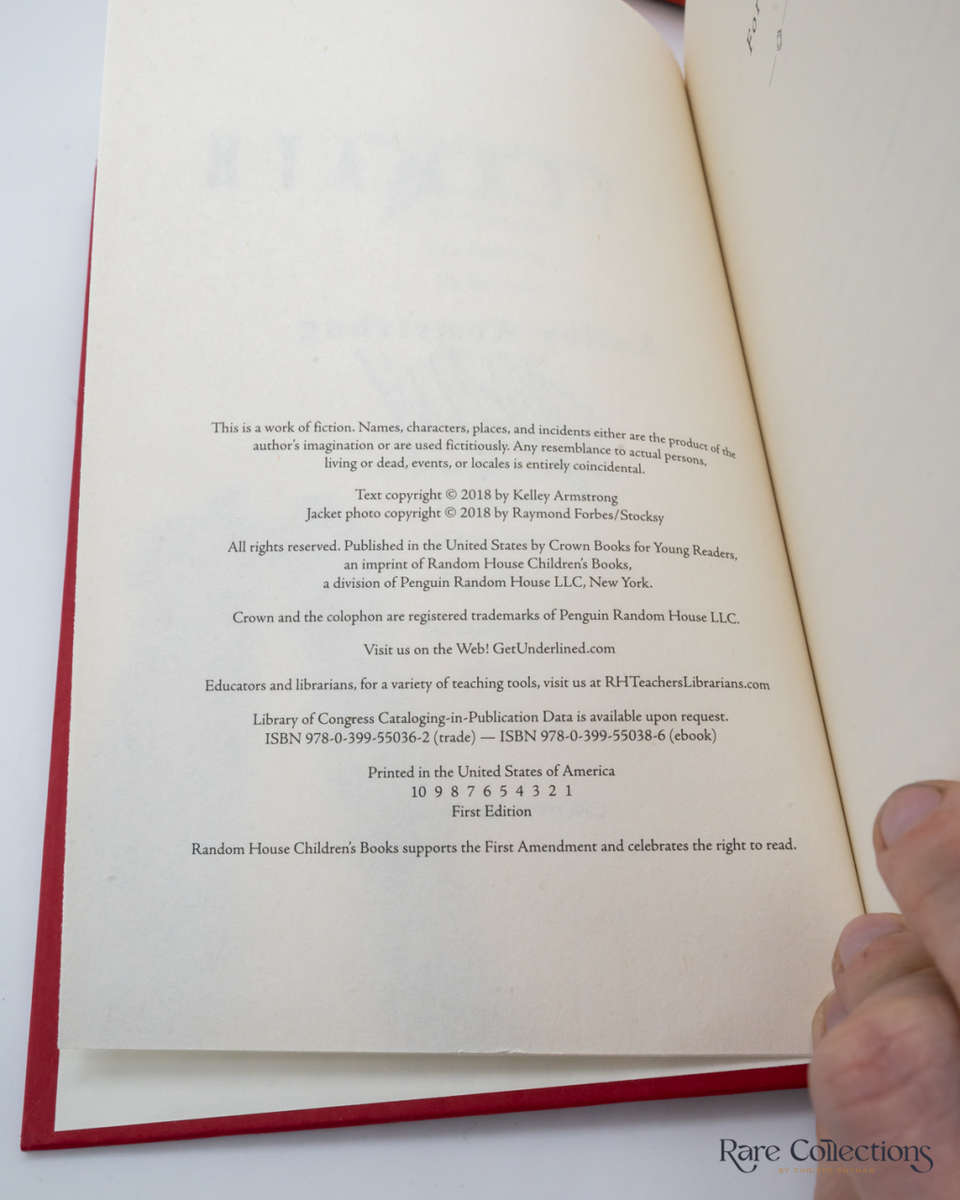 This is a work of fiction. Names, characters, places, and incidents either are the product of the
author's imagination or are used fictitiously. Any resemblance to actual persons,
living or dead, events, or locales is entirely coincidental.
Text copyright © 2018 by Kelley Armstrong
Jacket photo copyright © 2018 by Raymond Forbes/Stocksy
All rights reserved. Published in the United States by Crown Books for Young Readers,
an imprint of Random House Children's Books,
a division of Penguin Random House LLC, New York.
Crown and the colophon are registered trademarks of Penguin Random House LLC.
Visit us on the Web! GetUnderlined.com
Educators and librarians, for a variety of teaching tools, visit us at RHTeachersLibrarians.com
Library of Congress Cataloging-in-Publication Data is available upon request.
ISBN 978-0-399-55036-2 (trade) — ISBN 978-0-399-55038-6 (ebook)
Printed in the United States of America
10 9 8 7 6 5 4 3 2 1
First Edition
Random House Children's Books supports the First Amendment and celebrates the right to read.
Rare Collections